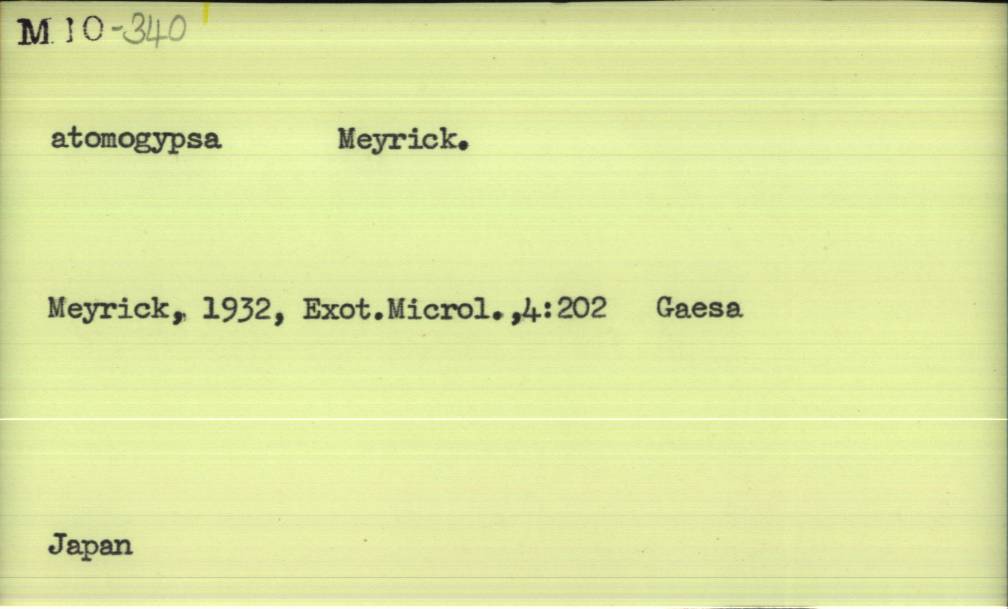 M 10-340
atomogypsa Meyrick.
Meyrick, 1932, Exot.Microl.,4:202 Gaesa
Japan